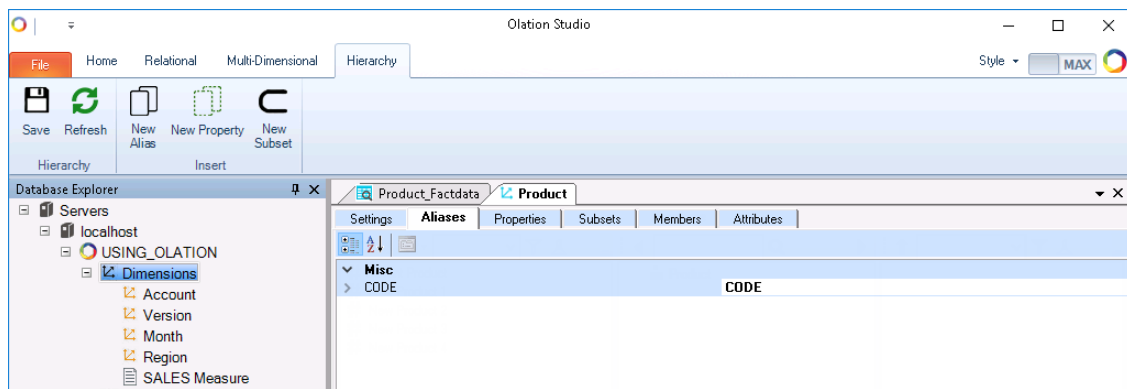 Olation Studio
File Home Relational Multi-Dimensional Hierarchy Style MAX
Save Refresh New Alias New Property New Subset
Hierarchy Insert
Database Explorer
Product_Factdata Product
Servers
Settings Aliases Properties Subsets Members Attributes
localhost
USING_OLATION
Misc
Dimensions
CODE CODE
Account
Version
Month
Region
SALES Measure